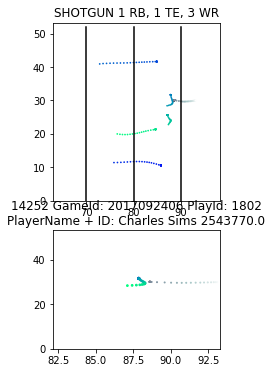 SHOTGUN 1 RB, 1 TE, 3 WR
50
40
30
20
10
0
70 80 90
14252 GameId: 2017092406 PlayId: 1802
PlayerName + ID: Charles Sims 2543770.0
40
20
0
82.5 85.0 87.5 90.0 92.5